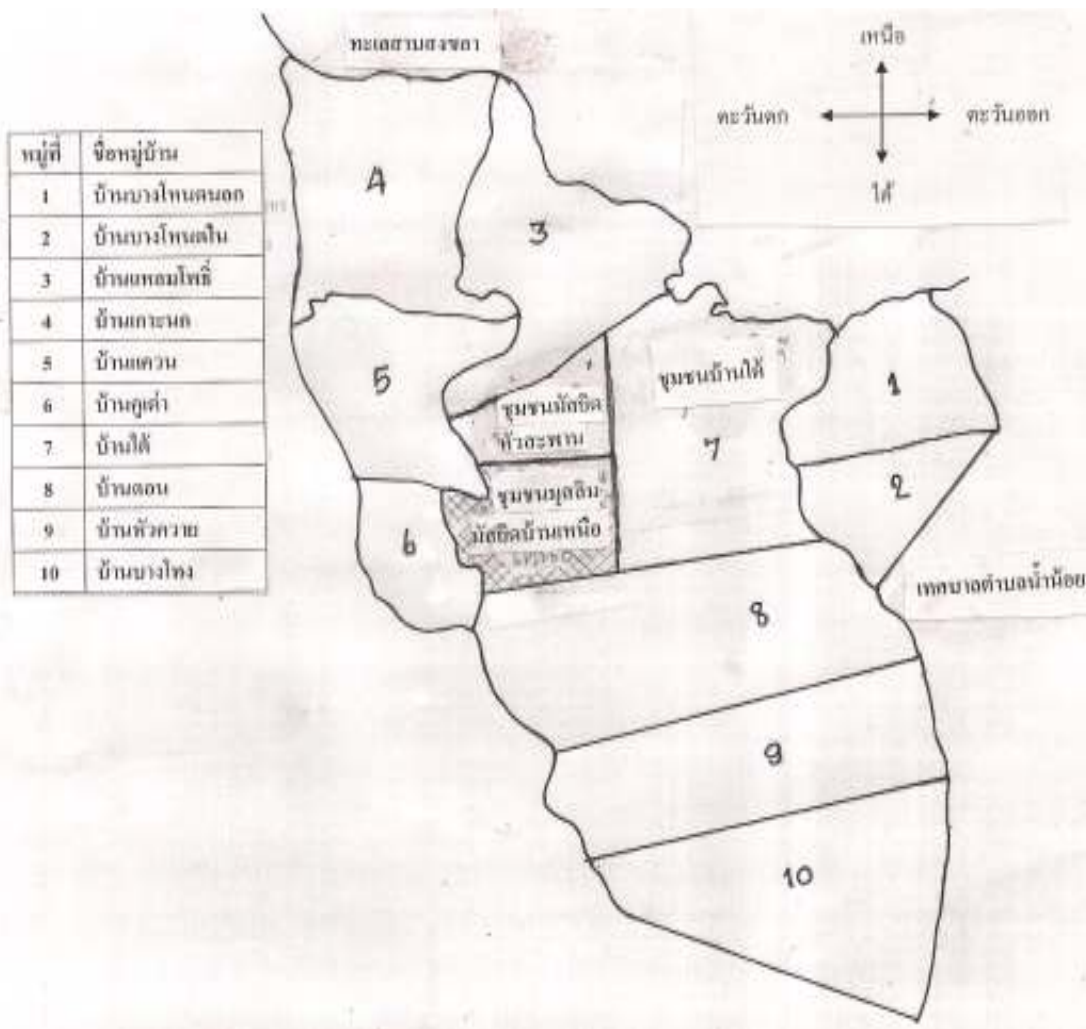 ทะเลสาบสงขลา
เหนือ
ตะวันตก
ตะวันออก
ใต้
หมู่ที่ ชื่อหมู่บ้าน
1 บ้านบางโหนดนอก
2 บ้านบางโหนดใน
3 บ้านแหลมโพธิ์
4 บ้านเกาะนก
5 บ้านแควน
6 บ้านคูเต่า
7 บ้านใต้
8 บ้านดอน
9 บ้านหัวควาย
10 บ้านบางโทง
4
3
5
ชุมชนมัสยิด
หัวสะพาน
ชุมชนบ้านใต้
7
1
2
6
ชุมชนมุสลิม
มัสยิดบ้านเหนือ
เทศบาลตำบลน้ำน้อย
8
9
10